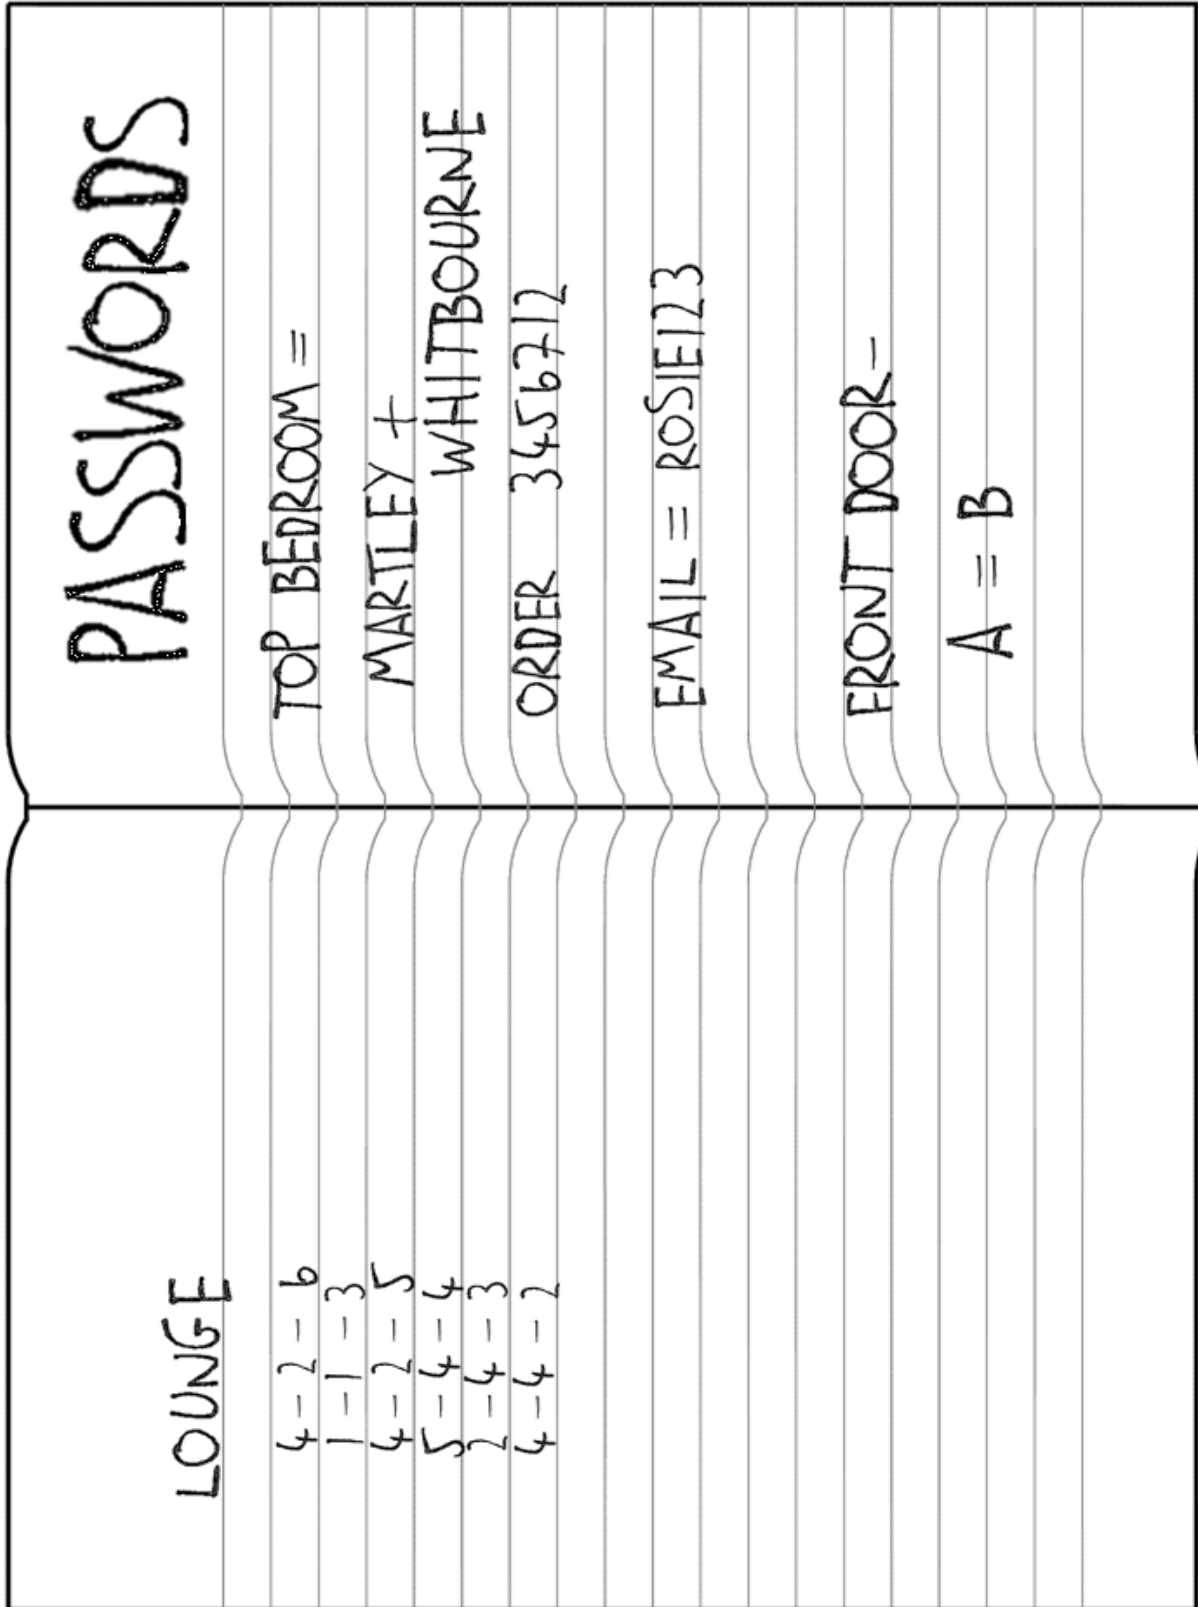 LOUNGE
4-2-6
1-1-3
4-2-5
5-4-4
2-4-3
4-4-2
PASSWORDS
TOP BEDROOM =
MARTLEY +
WHITBOURNE
ORDER 3456712
EMAIL = ROSIE123
FRONT DOOR -
A = B